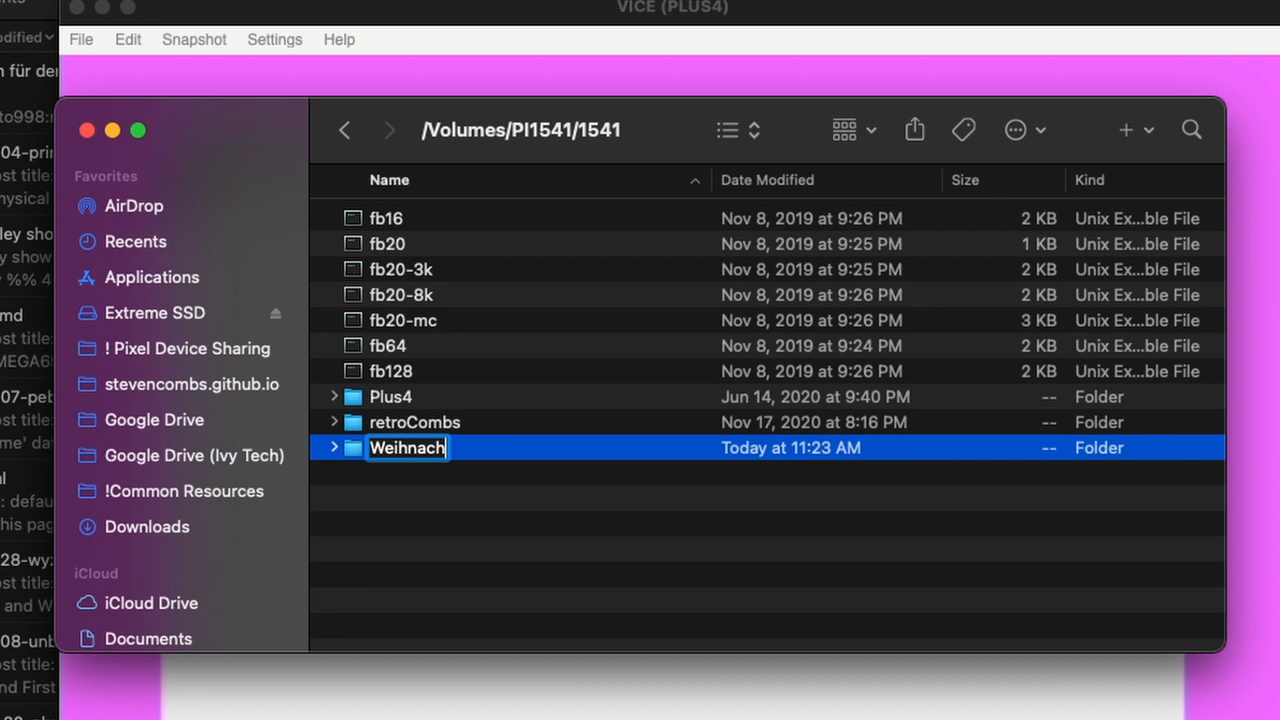 VICE (PLUS4)
File Edit Snapshot Settings Help
/Volumes/PI1541/1541
Favorites
AirDrop
Recents
Applications
Extreme SSD
! Pixel Device Sharing
stevencombs.github.io
Google Drive
Google Drive (Ivy Tech)
!Common Resources
Downloads
iCloud
iCloud Drive
Documents
Name Date Modified Size Kind
fb16 Nov 8, 2019 at 9:26 PM 2 KB Unix Ex...ble File
fb20 Nov 8, 2019 at 9:25 PM 1 KB Unix Ex...ble File
fb20-3k Nov 8, 2019 at 9:25 PM 2 KB Unix Ex...ble File
fb20-8k Nov 8, 2019 at 9:26 PM 2 KB Unix Ex...ble File
fb20-mc Nov 8, 2019 at 9:26 PM 3 KB Unix Ex...ble File
fb64 Nov 8, 2019 at 9:24 PM 2 KB Unix Ex...ble File
fb128 Nov 8, 2019 at 9:26 PM 2 KB Unix Ex...ble File
Plus4 Jun 14, 2020 at 9:40 PM -- Folder
retroCombs Nov 17, 2020 at 8:16 PM -- Folder
Weihnach Today at 11:23 AM -- Folder